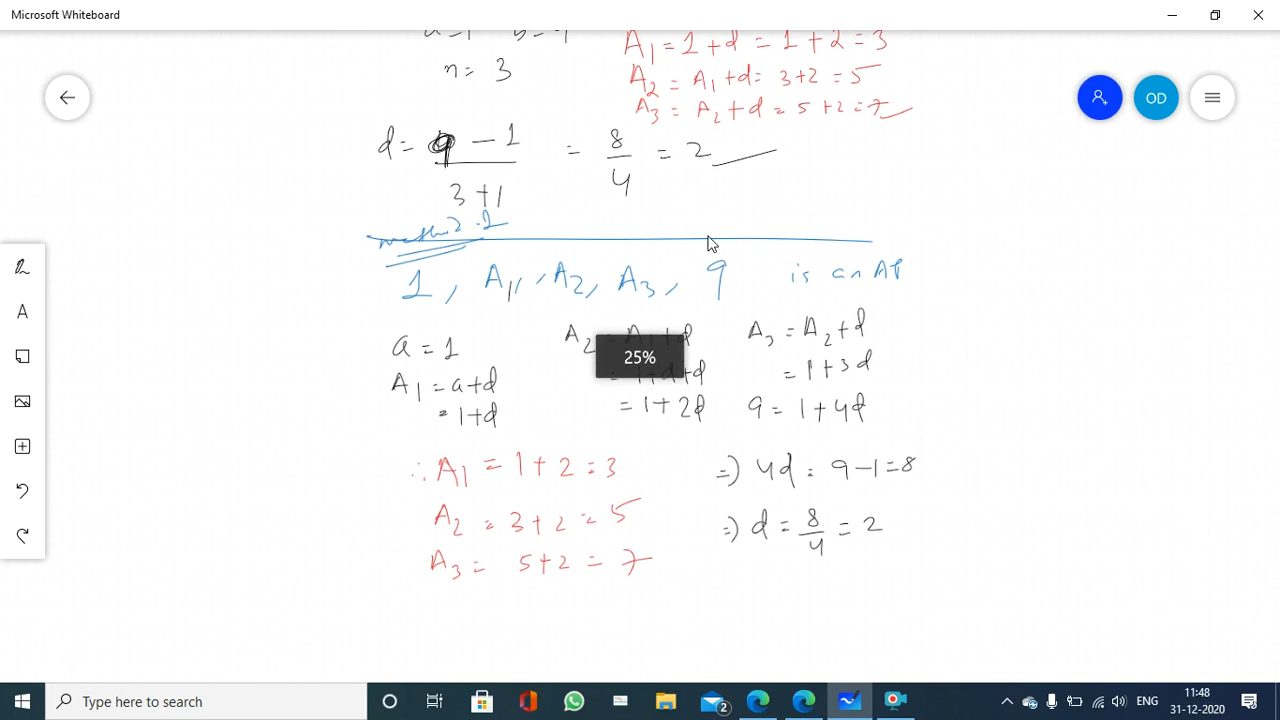 Microsoft Whiteboard
n = 3
A1 = 1 + d = 1 + 2 = 3
A2 = A1 + d = 3 + 2 = 5
A3 = A2 + d = 5 + 2 = 7
d = 9 - 1 / 3 + 1 = 8/4 = 2
1, A1, A2, A3, 9 is an AP
a = 1
A1 = a + d
= 1 + d
= 1 + d + d
= 1 + 2d
A3 = A2 + d
= 1 + 3d
9 = 1 + 4d
25%
∴ A1 = 1 + 2 = 3
A2 = 3 + 2 = 5
A3 = 5 + 2 = 7
=) 4d = 9 - 1 = 8
=) d = 8/4 = 2
OD
Type here to search
2
ENG
11:48
31-12-2020